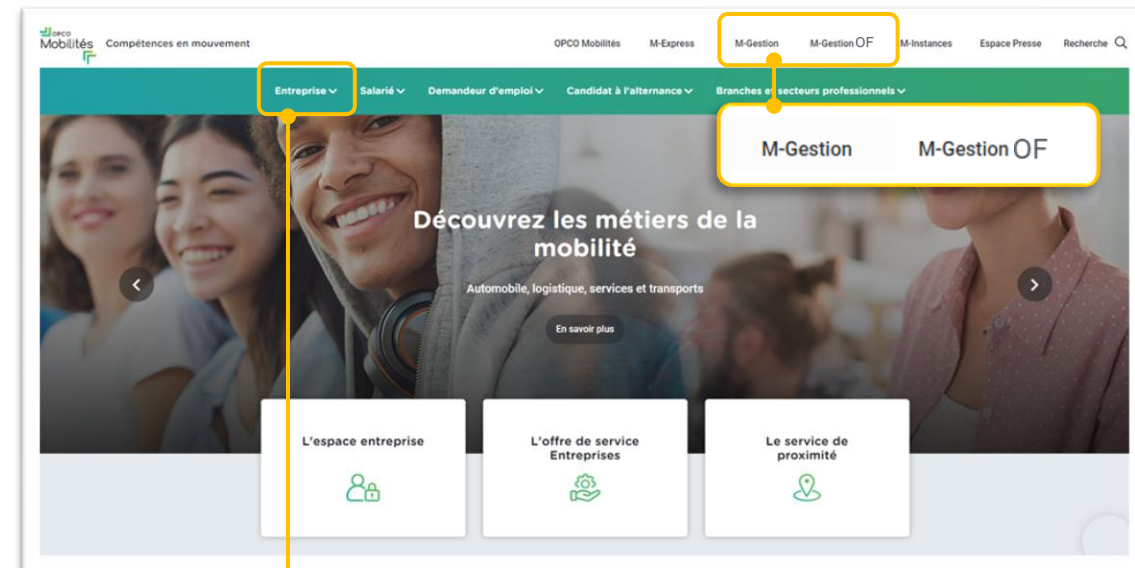 OPCO
Mobilités Compétences en mouvement
OPCO Mobilités M-Express M-Gestion M-Gestion OF M-Instances Espace Presse Recherche
Entreprise Salarié Demandeur d'emploi Candidat à l'alternance Branches et secteurs professionnels
M-Gestion M-Gestion OF
Découvrez les métiers de la
mobilité
Automobile, logistique, services et transports
En savoir plus
L'espace entreprise
L'offre de service
Entreprises
Le service de
proximité